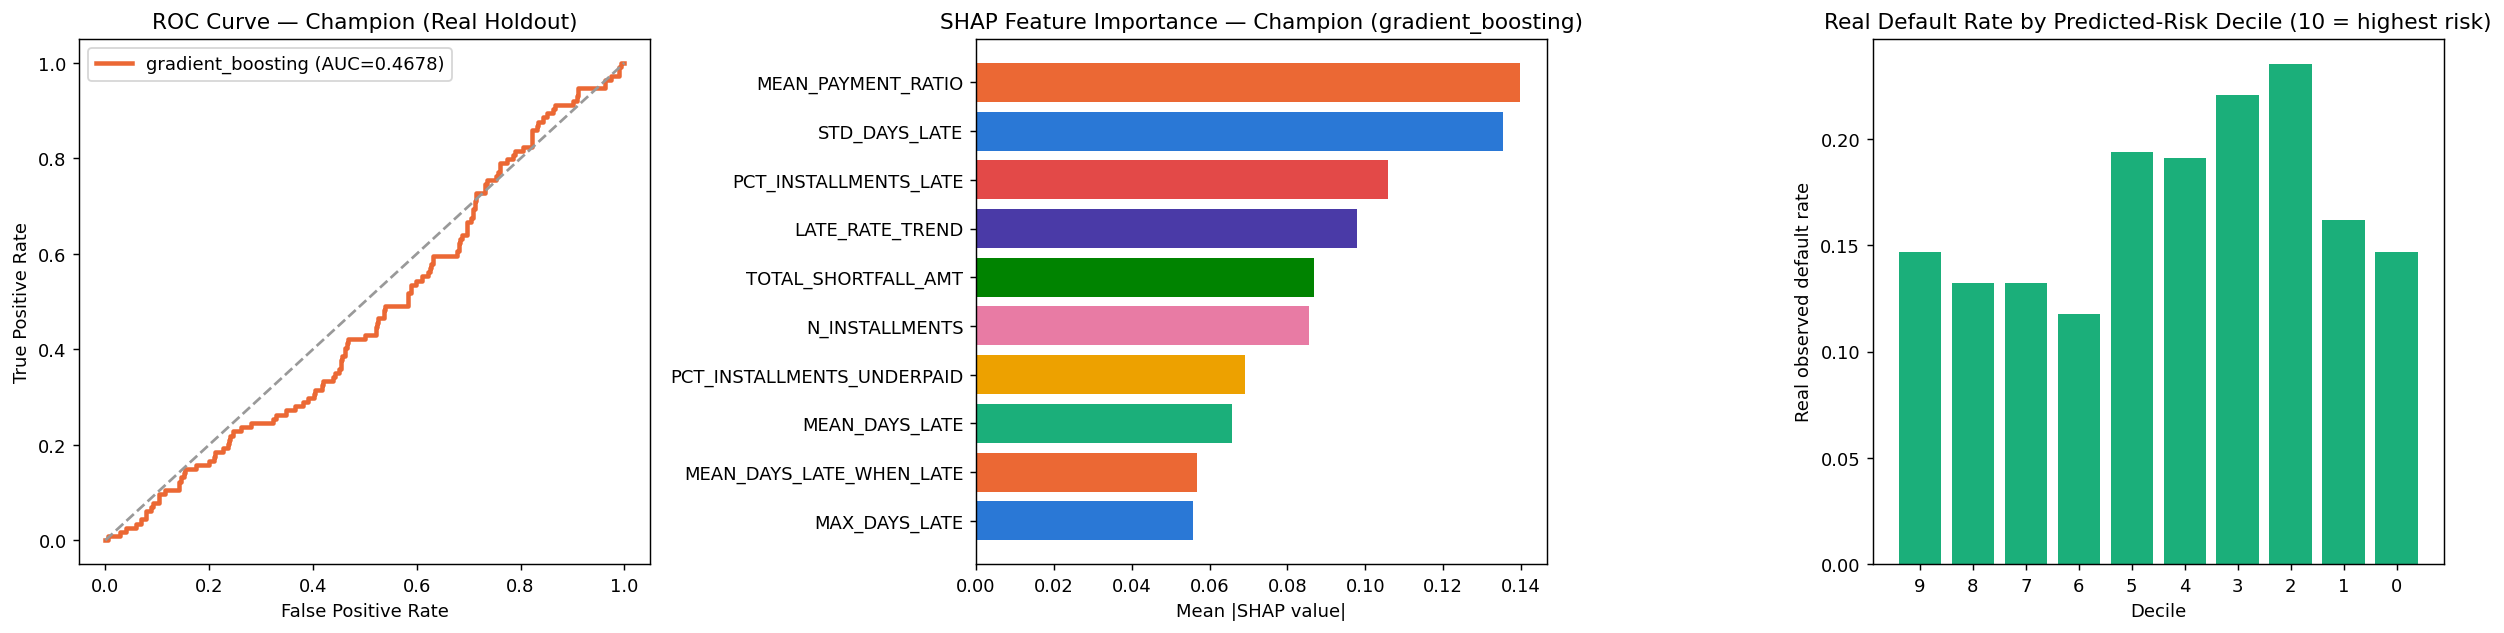 ROC Curve — Champion (Real Holdout)
gradient_boosting (AUC=0.4678)
True Positive Rate
1.0
0.8
0.6
0.4
0.2
0.0
0.0 0.2 0.4 0.6 0.8 1.0
False Positive Rate
SHAP Feature Importance — Champion (gradient_boosting)
MEAN_PAYMENT_RATIO
STD_DAYS_LATE
PCT_INSTALLMENTS_LATE
LATE_RATE_TREND
TOTAL_SHORTFALL_AMT
N_INSTALLMENTS
PCT_INSTALLMENTS_UNDERPAID
MEAN_DAYS_LATE
MEAN_DAYS_LATE_WHEN_LATE
MAX_DAYS_LATE
0.00 0.02 0.04 0.06 0.08 0.10 0.12 0.14
Mean |SHAP value|
Real Default Rate by Predicted-Risk Decile (10 = highest risk)
Real observed default rate
0.20
0.15
0.10
0.05
0.00
9 8 7 6 5 4 3 2 1 0
Decile